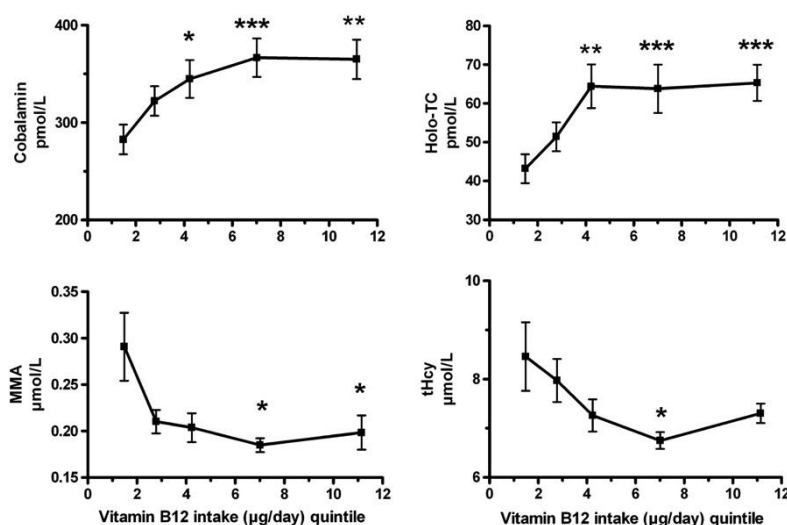 Cobalamin
pmol/L
400
300
200
0 2 4 6 8 10 12
* *** **
Holo-TC
pmol/L
80
70
60
50
40
30
0 2 4 6 8 10 12
** *** ***
MMA
µmol/L
0.35
0.30
0.25
0.20
0.15
0 2 4 6 8 10 12
* *
Vitamin B12 intake (µg/day) quintile
tHcy
µmol/L
10
8
6
0 2 4 6 8 10 12
*
Vitamin B12 intake (µg/day) quintile